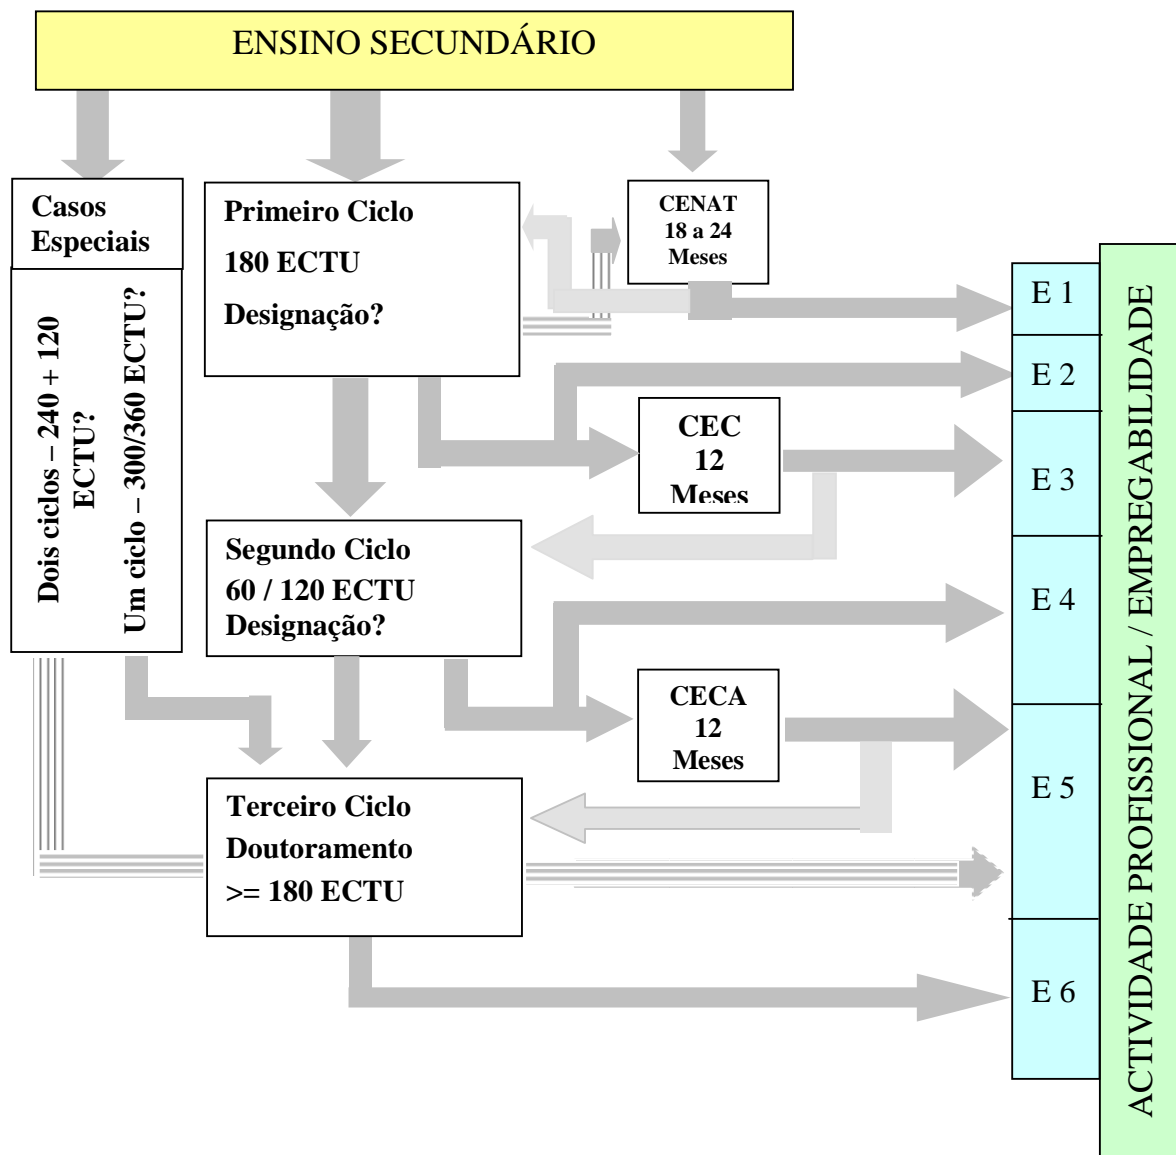 ENSINO SECUNDÁRIO
Casos
Especiais
Dois ciclos – 240 + 120
ECTU?
Um ciclo – 300/360 ECTU?
Primeiro Ciclo
180 ECTU
Designação?
CENAT
18 a 24
Meses
CEC
12
Meses
Segundo Ciclo
60 / 120 ECTU
Designação?
CECA
12
Meses
Terceiro Ciclo
Doutoramento
>= 180 ECTU
E 1
E 2
E 3
E 4
E 5
E 6
ACTIVIDADE PROFISSIONAL / EMPREGABILIDADE